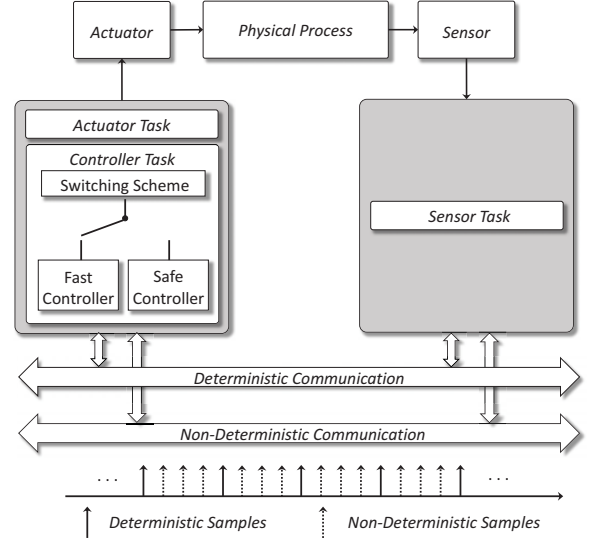 Actuator
Physical Process
Sensor
Actuator Task
Controller Task
Switching Scheme
Fast
Controller
Safe
Controller
Sensor Task
Deterministic Communication
Non-Deterministic Communication
. . .
. . .
Deterministic Samples
Non-Deterministic Samples